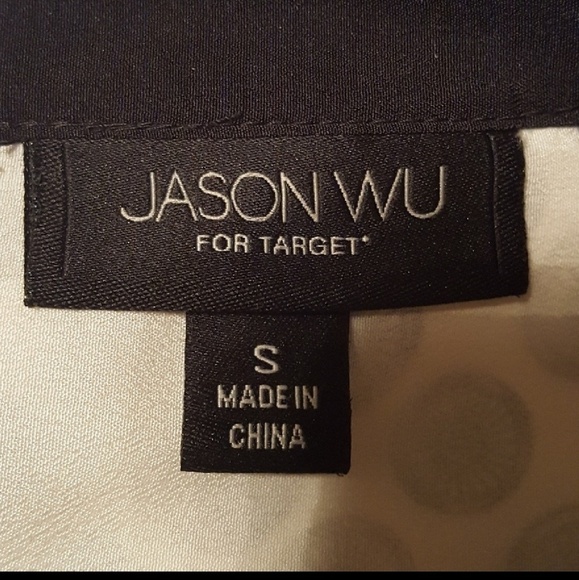 JASON WU
FOR TARGET•
S
MADE IN
CHINA